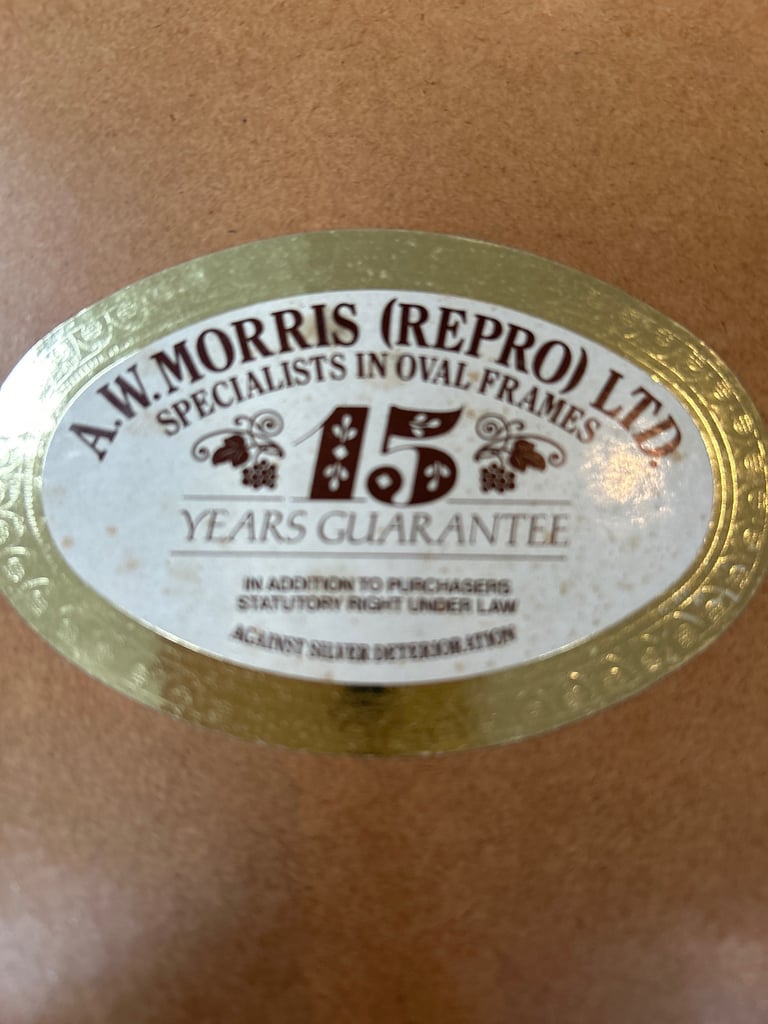 A.W. MORRIS (REPRO) LTD.
SPECIALISTS IN OVAL FRAMES
15
YEARS GUARANTEE
IN ADDITION TO PURCHASERS
STATUTORY RIGHT UNDER LAW
AGAINST SILVER DETERIORATION